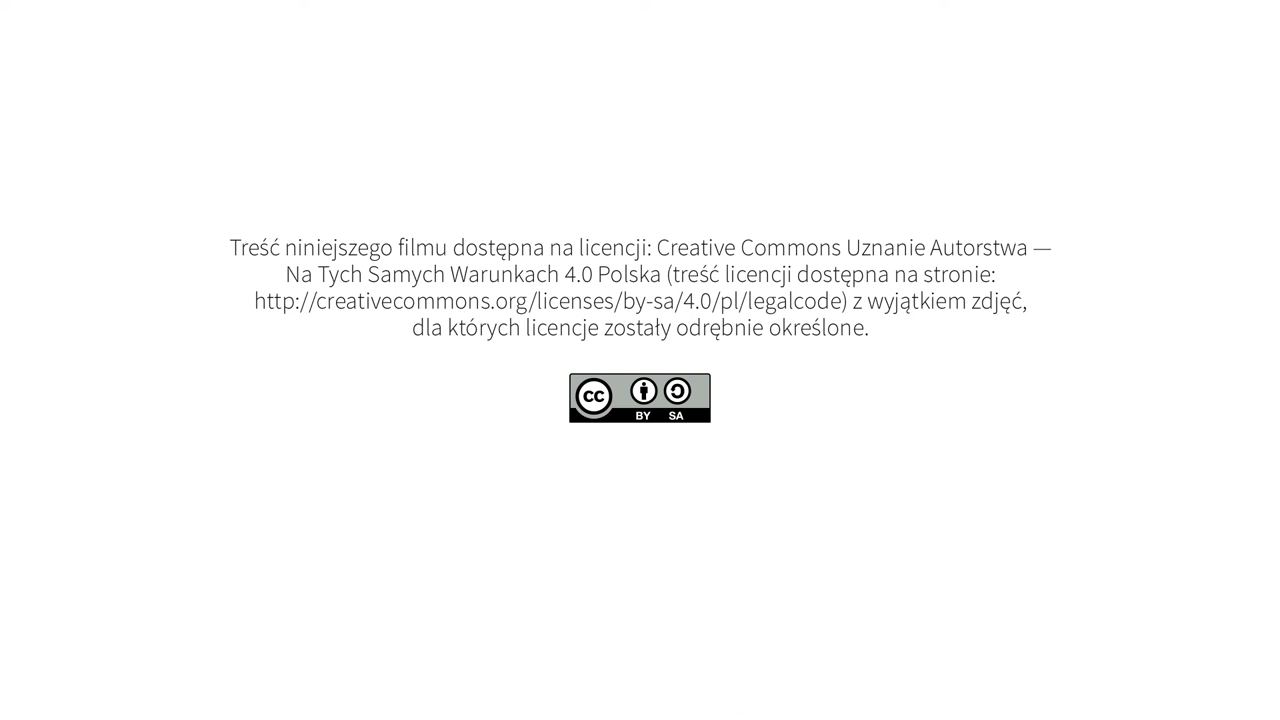 Treść niniejszego filmu dostępna na licencji: Creative Commons Uznanie Autorstwa —
Na Tych Samych Warunkach 4.0 Polska (treść licencji dostępna na stronie:
http://creativecommons.org/licenses/by-sa/4.0/pl/legalcode) z wyjątkiem zdjęć,
dla których licencje zostały odrębnie określone.
cc
BY SA